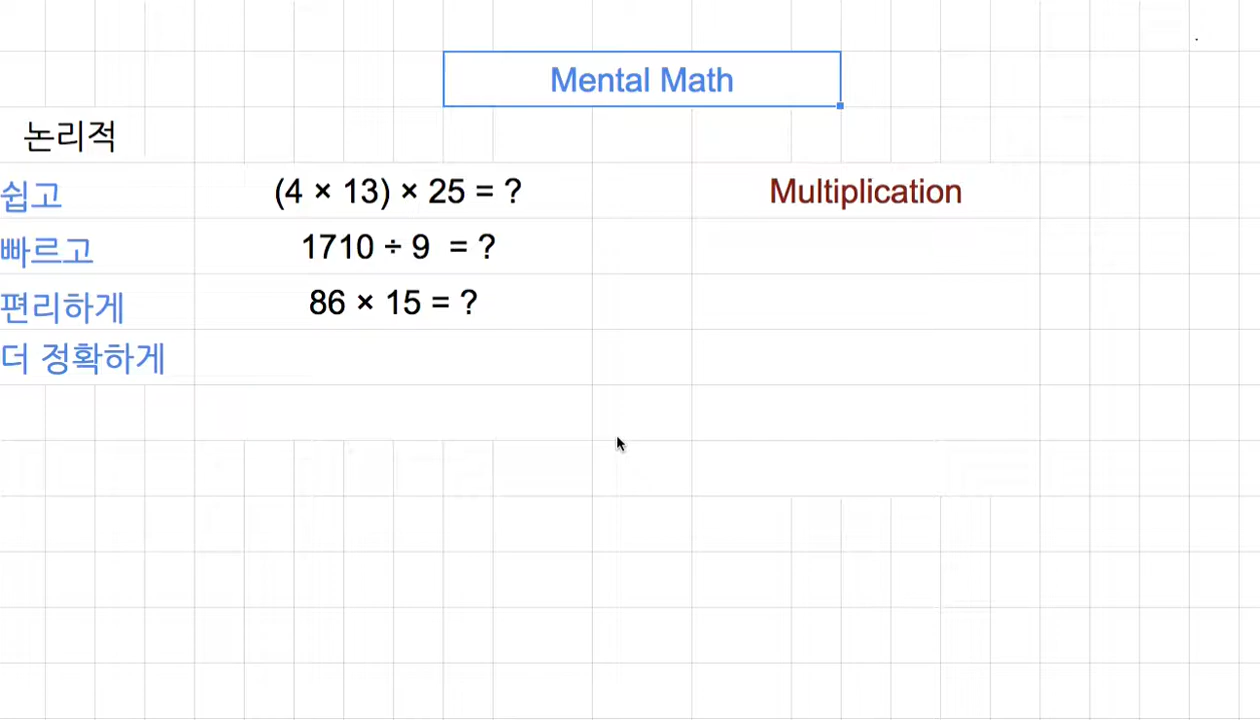 Mental Math
논리적
쉽고
(4 × 13) × 25 = ?
Multiplication
빠르고
1710 ÷ 9 = ?
편리하게
86 × 15 = ?
더 정확하게